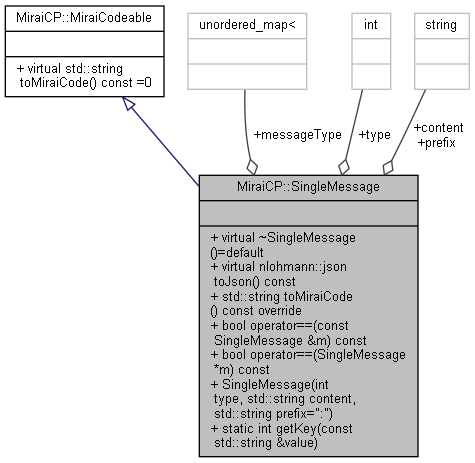 MiraiCP::MiraiCodeable
+ virtual std::string
toMiraiCode() const =0
unordered_map<
int
string
+messageType
+type
+content
+prefix
MiraiCP::SingleMessage
+ virtual ~SingleMessage
()=default
+ virtual nlohmann::json
toJson() const
+ std::string toMiraiCode
() const override
+ bool operator==(const
SingleMessage &m) const
+ bool operator==(SingleMessage
*m) const
+ SingleMessage(int
type, std::string content,
std::string prefix=":")
+ static int getKey(const
std::string &value)